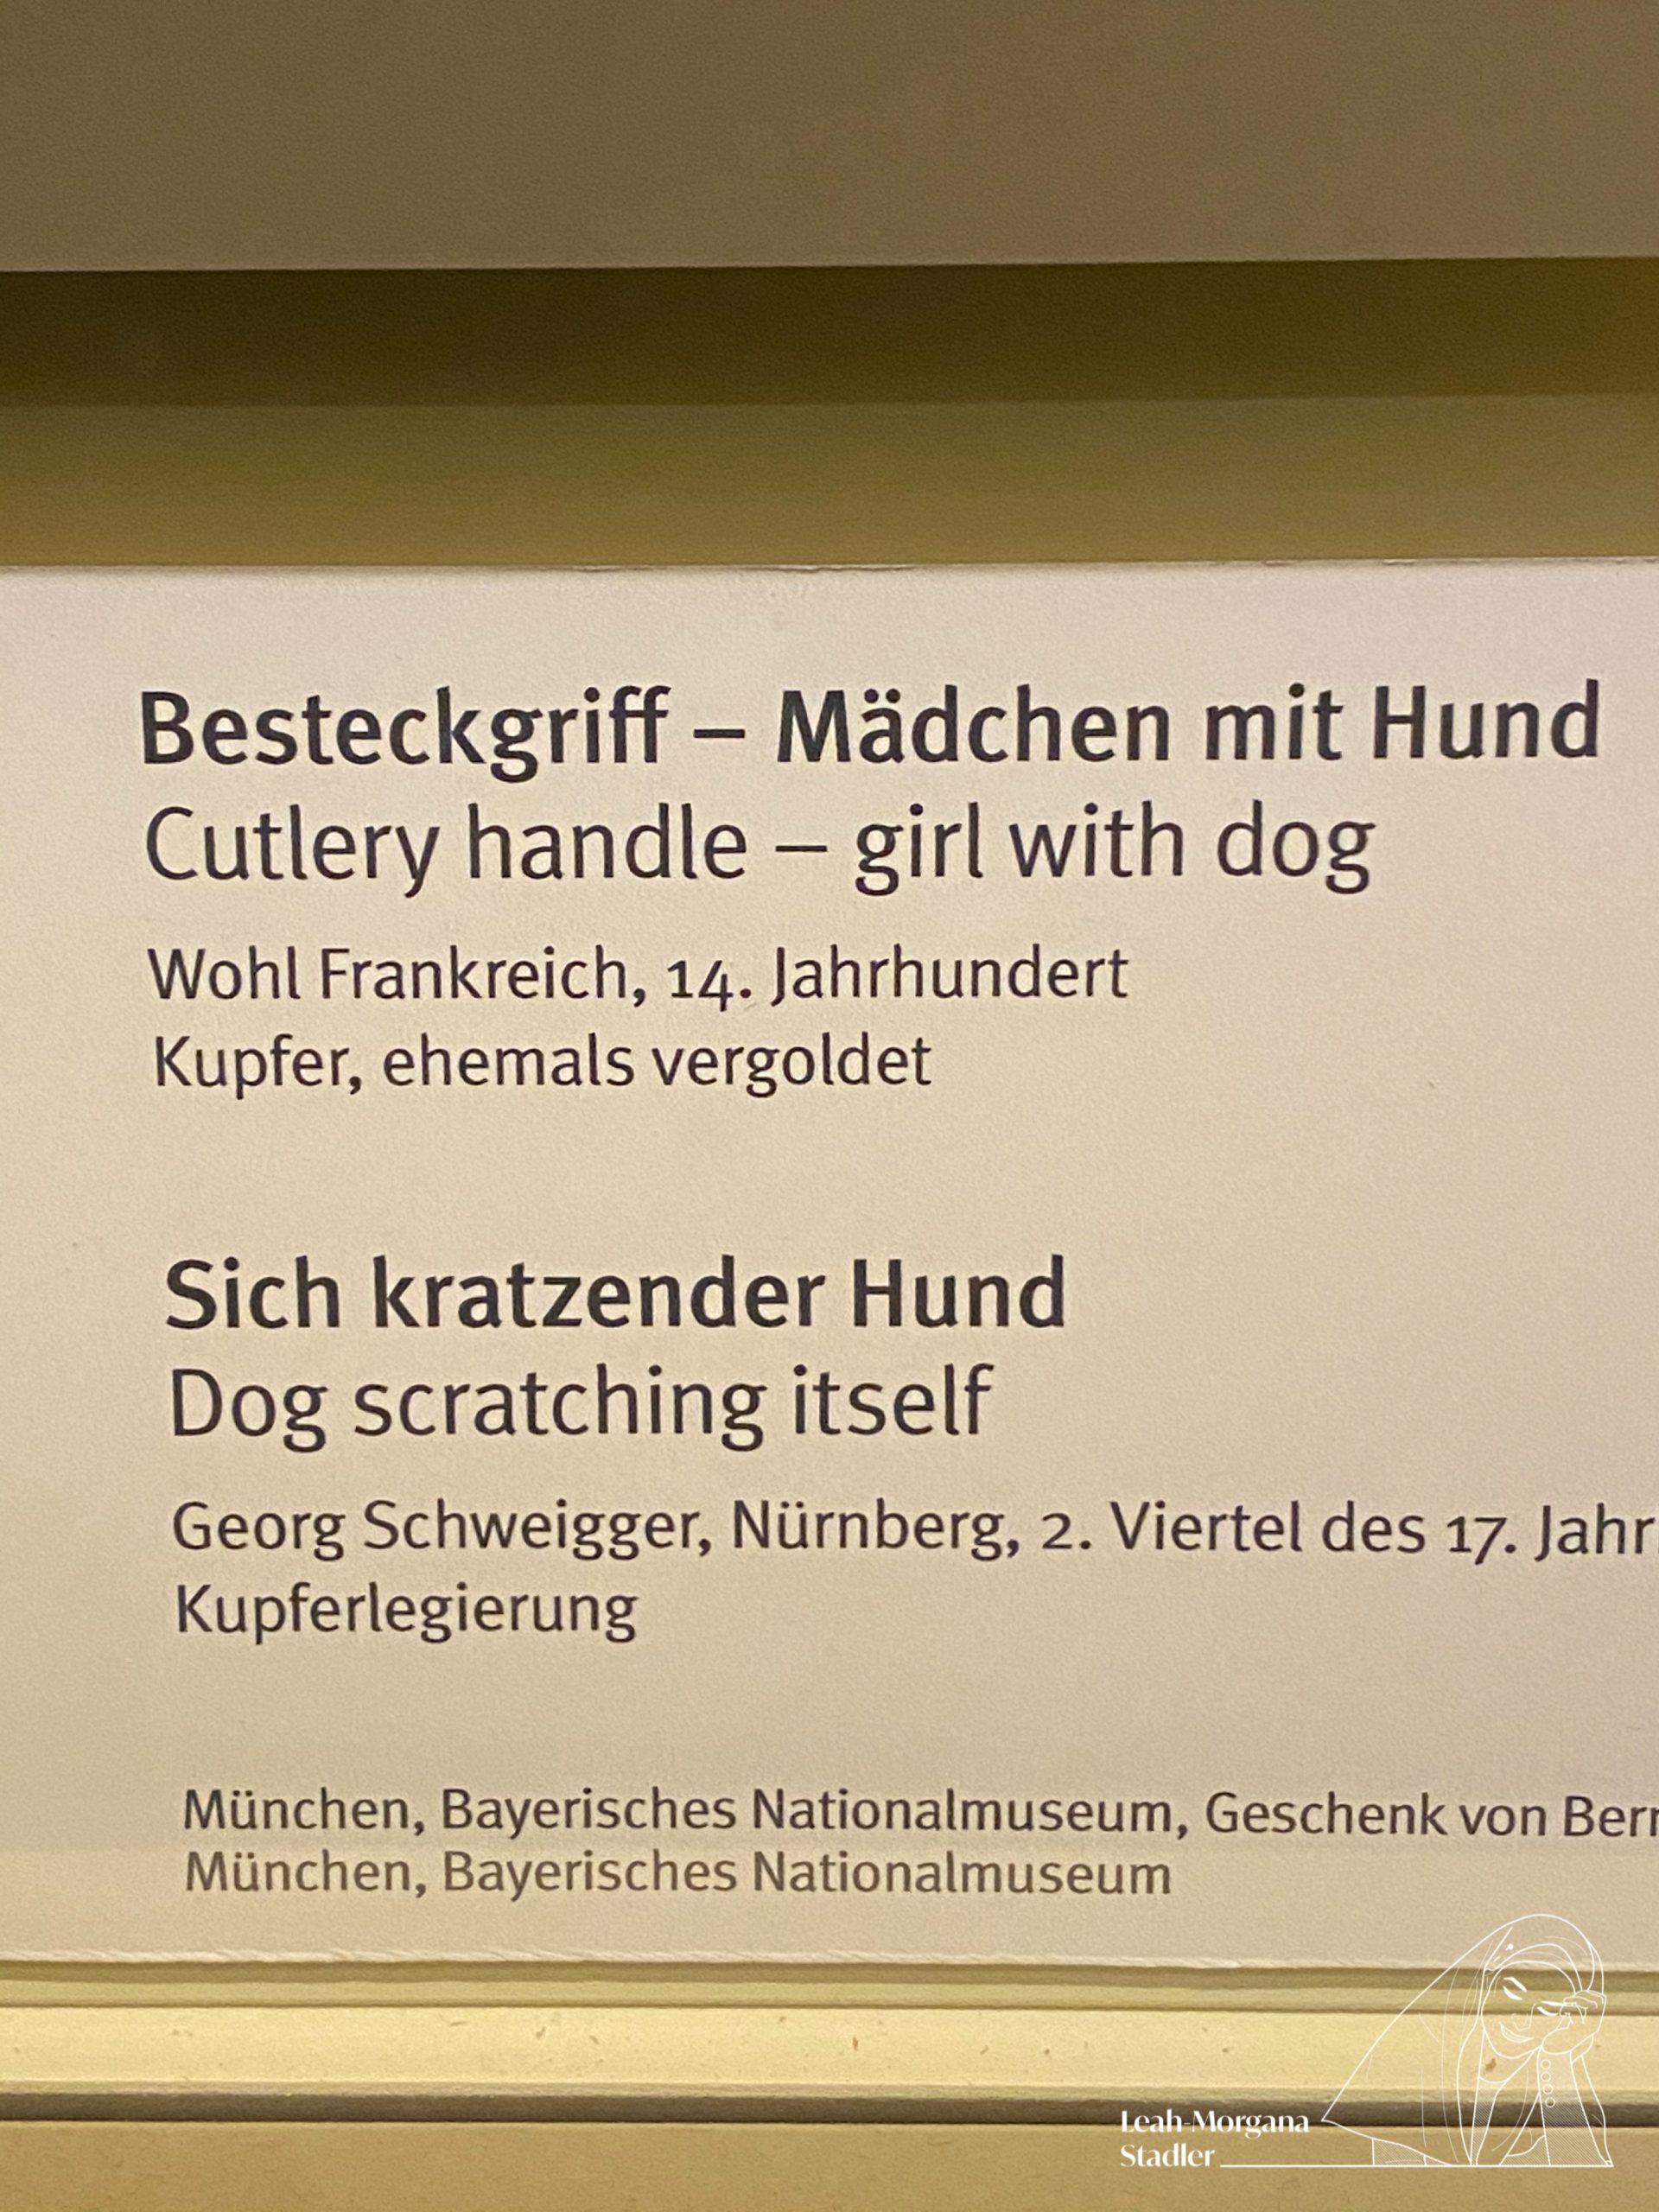 Besteckgriff – Mädchen mit Hund
Cutlery handle – girl with dog
Wohl Frankreich, 14. Jahrhundert
Kupfer, ehemals vergoldet
Sich kratzender Hund
Dog scratching itself
Georg Schweigger, Nürnberg, 2. Viertel des 17.
Kupferlegierung
München, Bayerisches Nationalmuseum, Geschenk von
München, Bayerisches Nationalmuseum
Leah-Morgana
Stadler